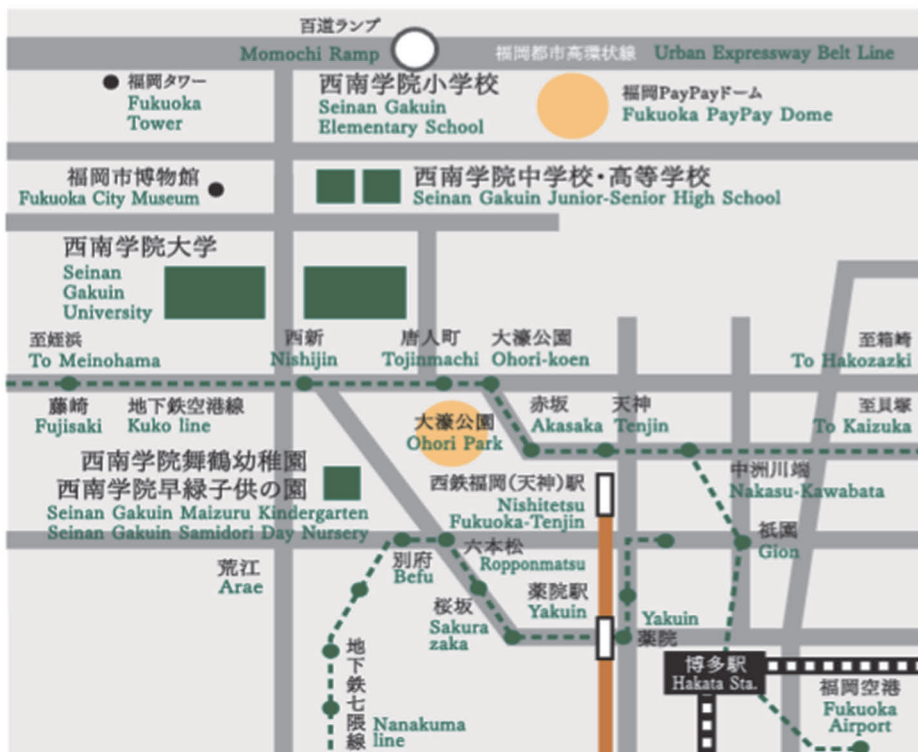 百道ランプ
Momochi Ramp
福岡都市高環状線 Urban Expressway Belt Line
福岡タワー
Fukuoka
Tower
西南学院小学校
Seinan Gakuin
Elementary School
福岡PayPayドーム
Fukuoka PayPay Dome
福岡市博物館
Fukuoka City Museum
西南学院中学校・高等学校
Seinan Gakuin Junior-Senior High School
西南学院大学
Seinan
Gakuin
University
至姪浜
To Meinohama
西新
Nishijin
唐人町
Tojinmachi
大濠公園
Ohori-koen
至箱崎
To Hakozazki
藤崎
Fujisaki
地下鉄空港線
Kuko line
大濠公園
Ohori Park
赤坂
Akasaka
天神
Tenjin
至貝塚
To Kaizuka
西南学院舞鶴幼稚園
西南学院早緑子供の園
Seinan Gakuin Maizuru Kindergarten
Seinan Gakuin Samidori Day Nursery
西鉄福岡(天神)駅
Nishitetsu
Fukuoka-Tenjin
中洲川端
Nakasu-Kawabata
祇園
Gion
荒江
Arae
別府
Befu
六本松
Ropponmatsu
桜坂
Sakura
zaka
薬院駅
Yakuin
Yakuin
薬院
地下鉄七隈線
Nanakuma
line
博多駅
Hakata Sta.
福岡空港
Fukuoka
Airport